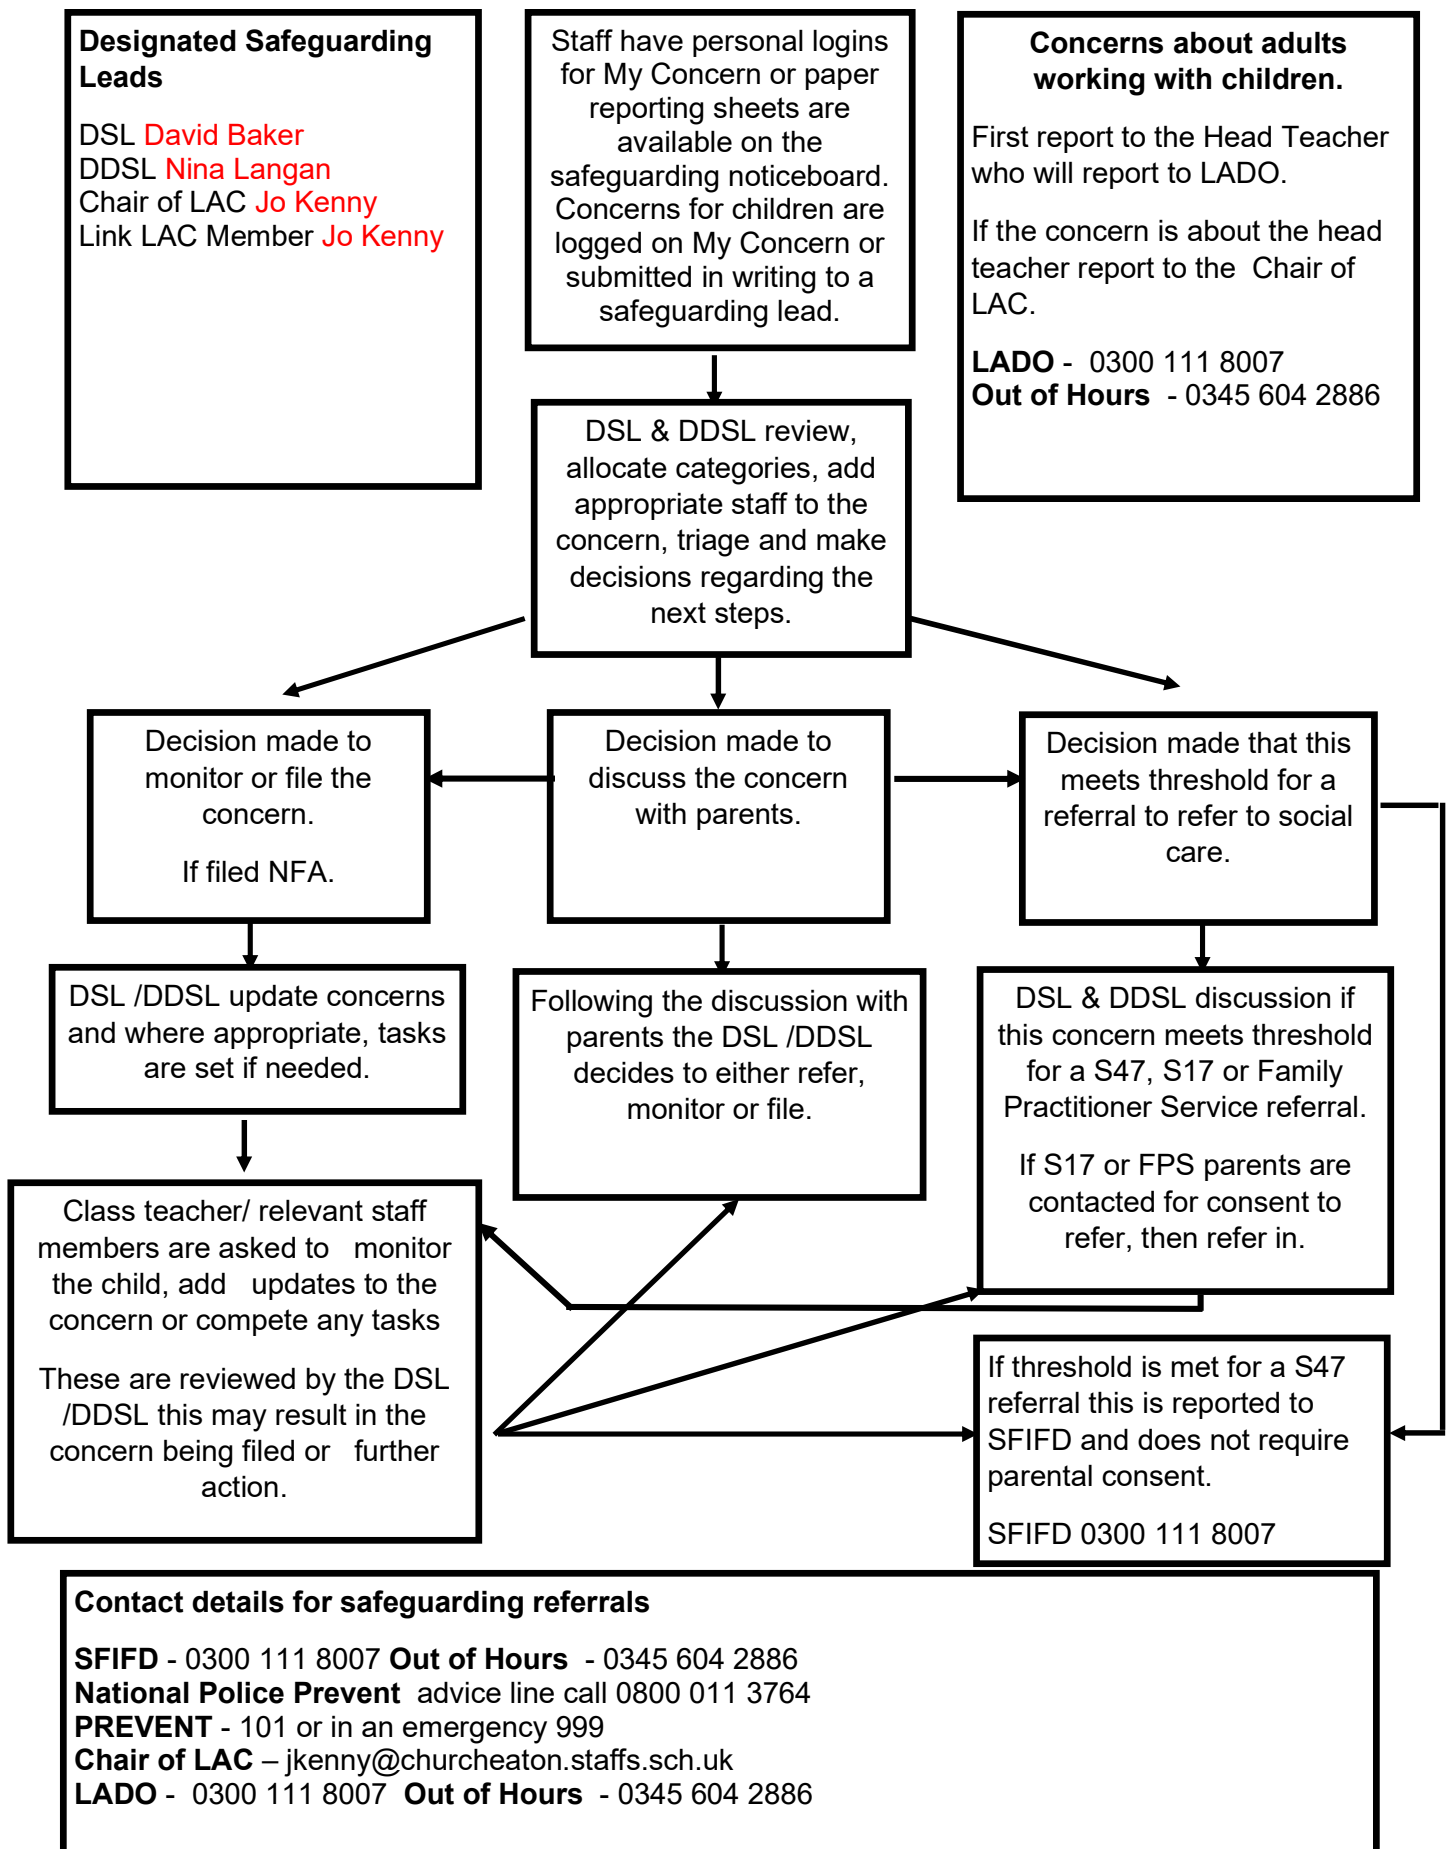 Designated Safeguarding
Leads
DSL David Baker
DDSL Nina Langan
Chair of LAC Jo Kenny
Link LAC Member Jo Kenny
Staff have personal logins
for My Concern or paper
reporting sheets are
available on the
safeguarding noticeboard.
Concerns for children are
logged on My Concern or
submitted in writing to a
safeguarding lead.
Concerns about adults
working with children.
First report to the Head Teacher
who will report to LADO.
If the concern is about the head
teacher report to the Chair of
LAC.
LADO - 0300 111 8007
Out of Hours - 0345 604 2886
DSL & DDSL review,
allocate categories, add
appropriate staff to the
concern, triage and make
decisions regarding the
next steps.
Decision made to
monitor or file the
concern.
If filed NFA.
Decision made to
discuss the concern
with parents.
Decision made that this
meets threshold for a
referral to refer to social
care.
DSL /DDSL update concerns
and where appropriate, tasks
are set if needed.
Following the discussion with
parents the DSL /DDSL
decides to either refer,
monitor or file.
DSL & DDSL discussion if
this concern meets threshold
for a S47, S17 or Family
Practitioner Service referral.
If S17 or FPS parents are
contacted for consent to
refer, then refer in.
Class teacher/ relevant staff
members are asked to monitor
the child, add updates to the
concern or compete any tasks
These are reviewed by the DSL
/DDSL this may result in the
concern being filed or further
action.
If threshold is met for a S47
referral this is reported to
SFIFD and does not require
parental consent.
SFIFD 0300 111 8007
Contact details for safeguarding referrals
SFIFD - 0300 111 8007 Out of Hours - 0345 604 2886
National Police Prevent advice line call 0800 011 3764
PREVENT - 101 or in an emergency 999
Chair of LAC – jkenny@churcheaton.staffs.sch.uk
LADO - 0300 111 8007 Out of Hours - 0345 604 2886